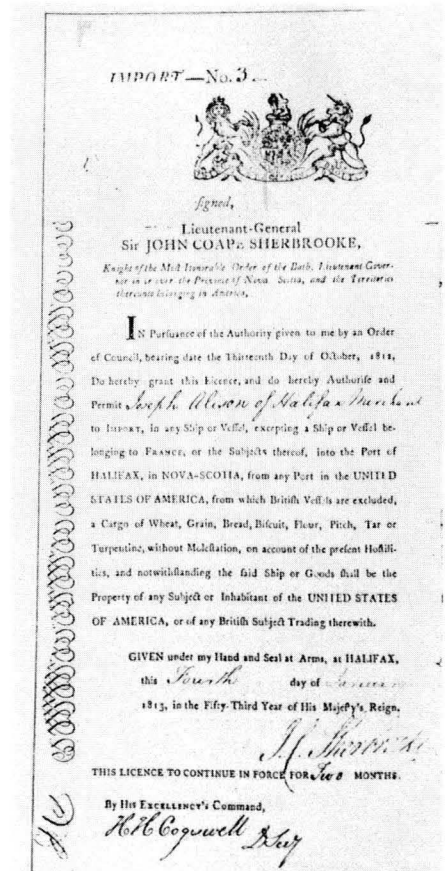 IMPORT—No. 3
signed,
Lieutenant-General
Sir JOHN COAPE SHERBROOKE,
Knight of the Most Honorable Order of the Bath, Lieutenant Gover-
nor in or over the Province of Nova Scotia, and the Territories
thereunto belonging in America,
IN Pursuance of the Authority given to me by an Order
of Council, bearing date the Thirteenth Day of October, 1812,
Do hereby grant this Licence, and do hereby Authorise and
Permit Joseph Alison of Halifax Merchant
to IMPORT, in any Ship or Vessel, excepting a Ship or Vessel be-
longing to FRANCE, or the Subjects thereof, into the Port of
HALIFAX, in NOVA-SCOTIA, from any Port in the UNITED
STATES OF AMERICA, from which British Vessels are excluded,
a Cargo of Wheat, Grain, Bread, Biscuit, Flour, Pitch, Tar or
Turpentine, without Molestation, on account of the present Hostili-
ties, and notwithstanding the said Ship or Goods shall be the
Property of any Subject or Inhabitant of the UNITED STATES
OF AMERICA, or of any British Subject Trading therewith.
GIVEN under my Hand and Seal at Arms, at HALIFAX,
this Fourth day of
1813, in the Fifty-Third Year of His Majesty's Reign.
J. C. Sherbrooke
THIS LICENCE TO CONTINUE IN FORCE FOR Two MONTHS.
By His EXCELLENCY's Command,
H H Cogswell
D Secy